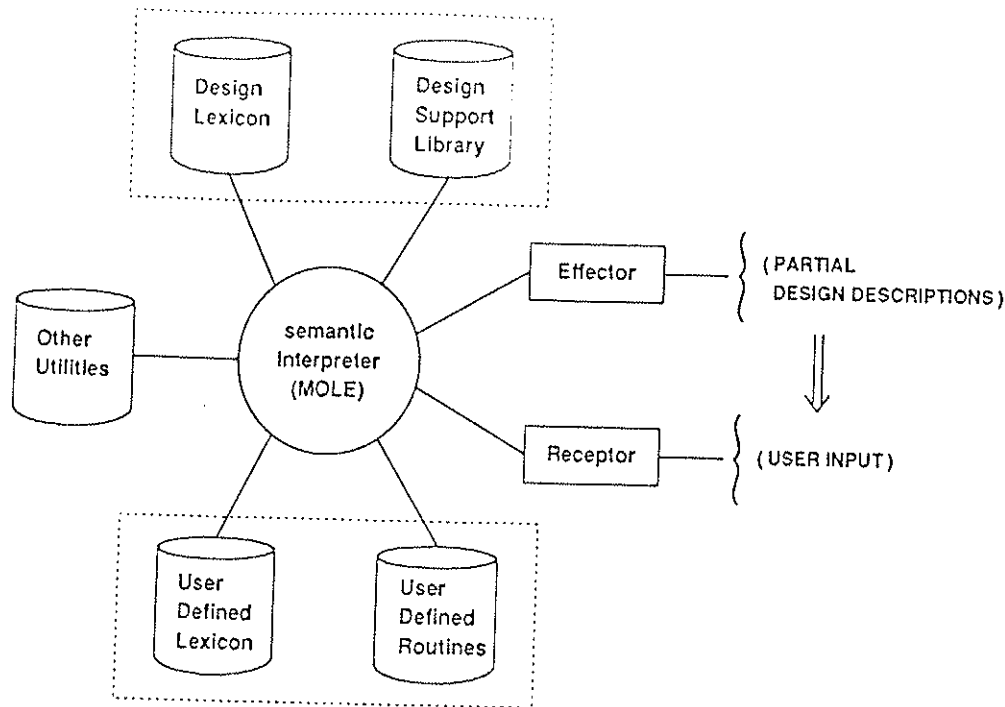 Design
Lexicon
Design
Support
Library
Effector
(PARTIAL
DESIGN DESCRIPTIONS)
Other
Utilities
semantic
Interpreter
(MOLE)
Receptor
(USER INPUT)
User
Defined
Lexicon
User
Defined
Routines